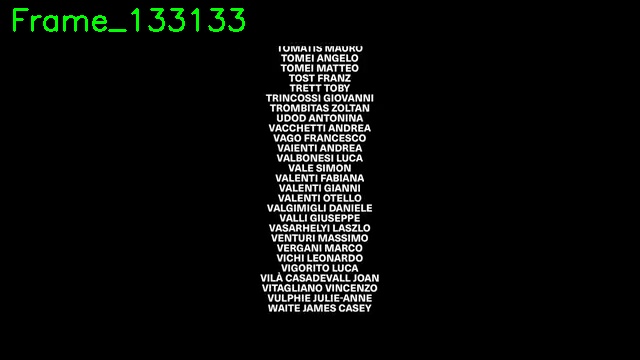 Frame_133133
TOMATIS MAURO
TOMEI ANGELO
TOMEI MATTEO
TOST FRANZ
TRETT TOBY
TRINCOSSI GIOVANNI
TROMBITAS ZOLTAN
UDOD ANTONINA
VACCHETTI ANDREA
VAGO FRANCESCO
VAIENTI ANDREA
VALBONESI LUCA
VALE SIMON
VALENTI FABIANA
VALENTI GIANNI
VALENTI OTELLO
VALGIMIGLI DANIELE
VALLI GIUSEPPE
VASARHELYI LASZLO
VENTURI MASSIMO
VERGANI MARCO
VICHI LEONARDO
VIGORITO LUCA
VILÀ CASADEVALL JOAN
VITAGLIANO VINCENZO
VULPHIE JULIE-ANNE
WAITE JAMES CASEY